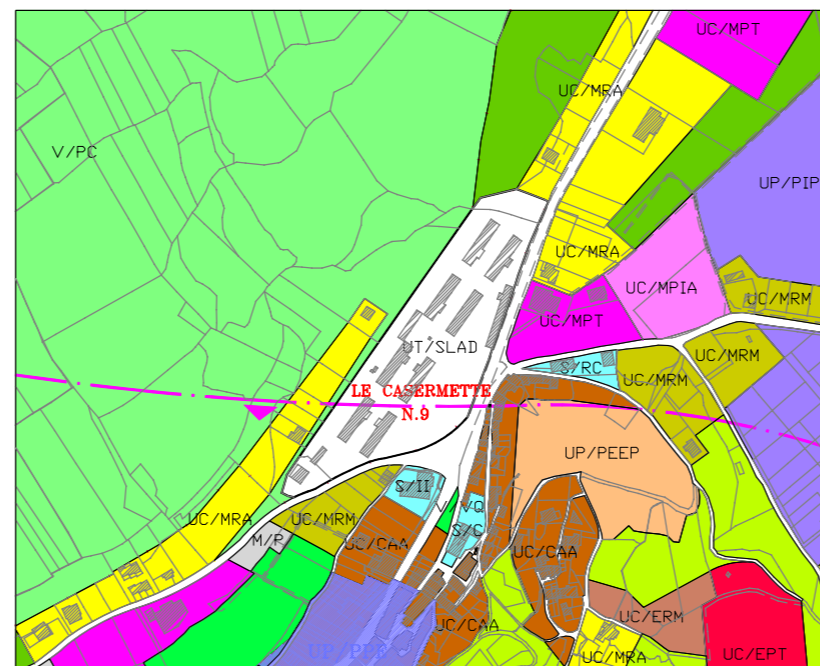 UC/MPT
UC/MRA
V/PC
UP/PIP
UC/MRA
UC/MPIA
UC/MRM
UC/MPT
UT/SLAD
UC/MRM
S/RC
UC/MRM
LE CASERMETTE
N.9
UP/PEEP
S/II
UC/MRA
UC/MRM
VQ
S/C
M/P
UC/CAA
UC/CAA
UC/ERM
UC/CAA
UP/PPE
UC/MRA
UC/EPT